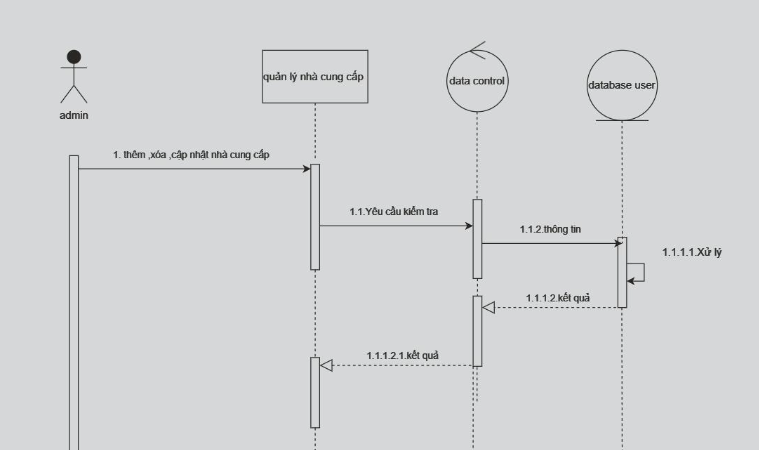 quản lý nhà cung cấp
data control
database user
admin
1. thêm ,xóa ,cập nhật nhà cung cấp
1.1.Yêu cầu kiểm tra
1.1.2.thông tin
1.1.1.1.Xử lý
1.1.1.2.kết quả
1.1.1.2.1.kết quả